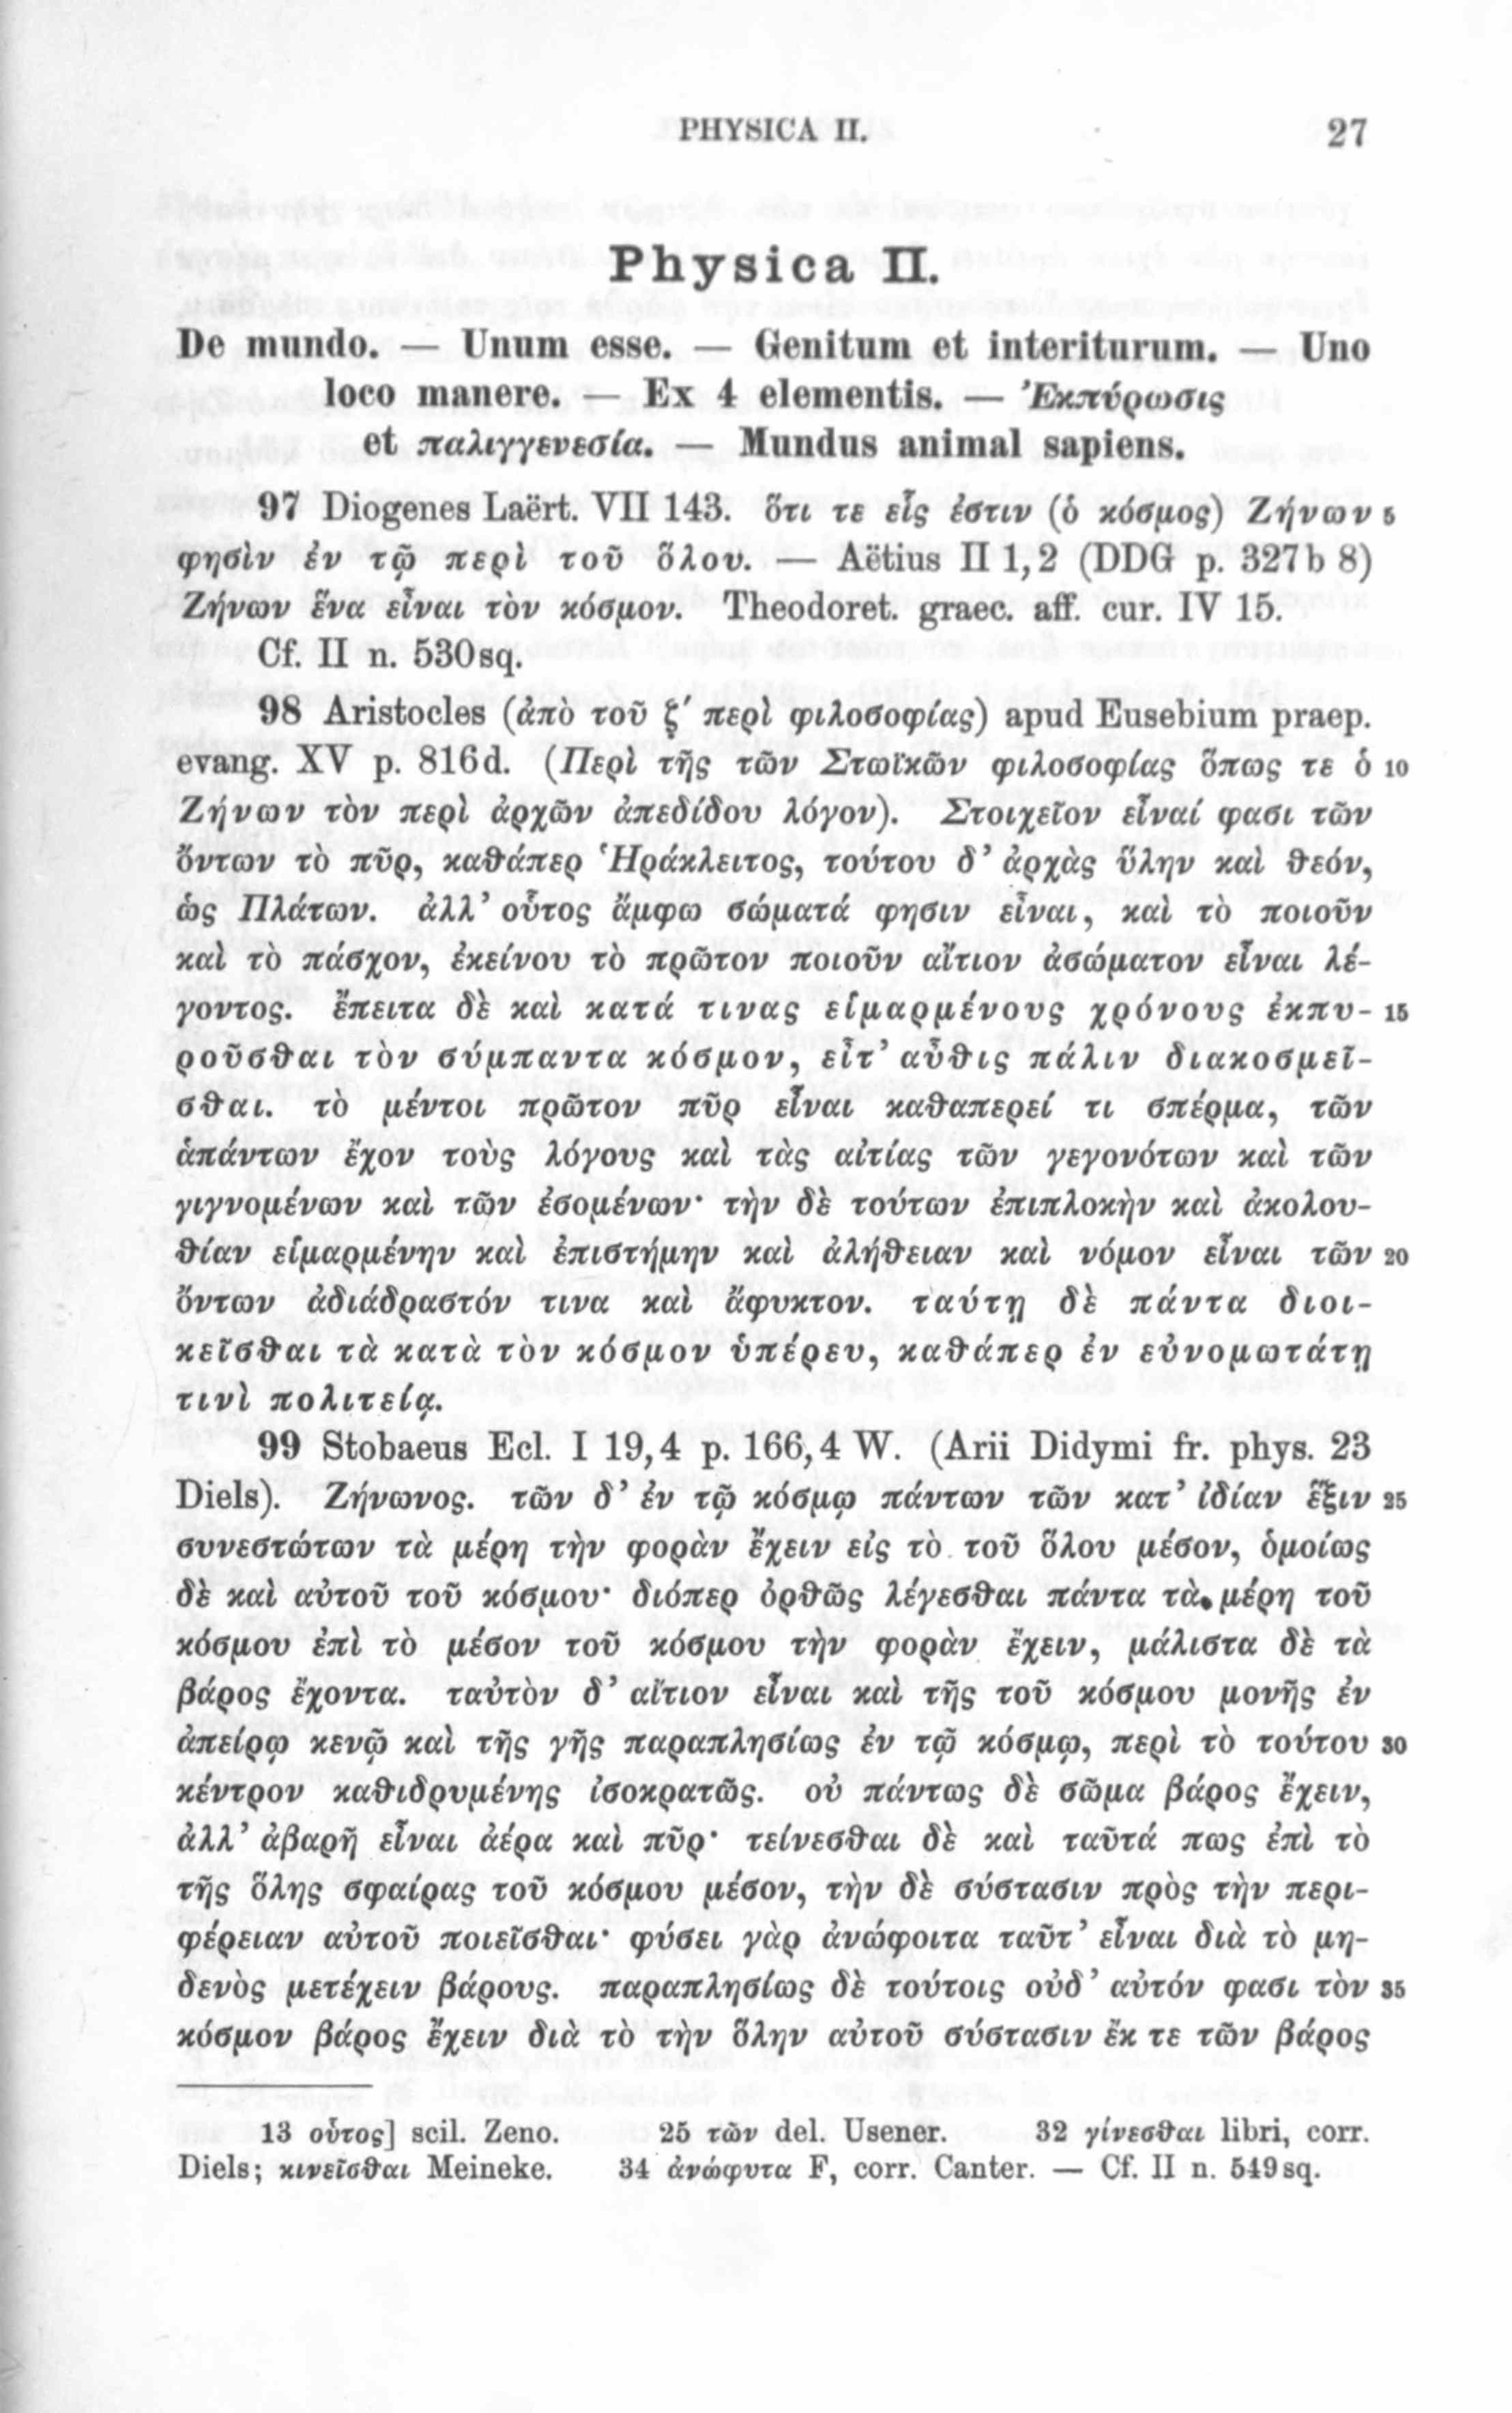 PHYSICA II. 27
Physica II.
De mundo. — Unum esse. — Genitum et interiturum. — Uno
loco manere. — Ex 4 elementis. — Ἐκπύρωσις
et παλιγγενεσία. — Mundus animal sapiens.
97 Diogenes Laërt. VII 143. ὅτι τε εἷς ἐστιν (ὁ κόσμος) Ζήνων 5
φησὶν ἐν τῷ περὶ τοῦ ὅλου. — Aëtius II 1,2 (DDG p. 327b 8)
Ζήνων ἕνα εἶναι τὸν κόσμον. Theodoret. graec. aff. cur. IV 15.
Cf. II n. 530sq.
98 Aristocles (ἀπὸ τοῦ ζ' περὶ φιλοσοφίας) apud Eusebium praep.
evang. XV p. 816d. (Περὶ τῆς τῶν Στωϊκῶν φιλοσοφίας ὅπως τε ὁ 10
Ζήνων τὸν περὶ ἀρχῶν ἀπεδίδου λόγον). Στοιχεῖον εἶναί φασι τῶν
ὄντων τὸ πῦρ, καθάπερ Ἡράκλειτος, τούτου δ' ἀρχὰς ὕλην καὶ θεόν,
ὡς Πλάτων. ἀλλ' οὗτος ἄμφω σώματά φησιν εἶναι, καὶ τὸ ποιοῦν
καὶ τὸ πάσχον, ἐκείνου τὸ πρῶτον ποιοῦν αἴτιον ἀσώματον εἶναι λέ-
γοντος. ἔπειτα δὲ καὶ κατά τινας εἱμαρμένους χρόνους ἐκπυ- 15
ροῦσθαι τὸν σύμπαντα κόσμον, εἶτ' αὖθις πάλιν διακοσμεῖ-
σθαι. τὸ μέντοι πρῶτον πῦρ εἶναι καθαπερεί τι σπέρμα, τῶν
ἁπάντων ἔχον τοὺς λόγους καὶ τὰς αἰτίας τῶν γεγονότων καὶ τῶν
γιγνομένων καὶ τῶν ἐσομένων· τὴν δὲ τούτων ἐπιπλοκὴν καὶ ἀκολου-
θίαν εἱμαρμένην καὶ ἐπιστήμην καὶ ἀλήθειαν καὶ νόμον εἶναι τῶν 20
ὄντων ἀδιάδραστόν τινα καὶ ἄφυκτον. ταύτῃ δὲ πάντα διοι-
κεῖσθαι τὰ κατὰ τὸν κόσμον ὑπέρευ, καθάπερ ἐν εὐνομωτάτῃ
τινὶ πολιτείᾳ.
99 Stobaeus Ecl. I 19,4 p. 166,4 W. (Arii Didymi fr. phys. 23
Diels). Ζήνωνος. τῶν δ' ἐν τῷ κόσμῳ πάντων τῶν κατ' ἰδίαν ἕξιν 25
συνεστώτων τὰ μέρη τὴν φορὰν ἔχειν εἰς τὸ τοῦ ὅλου μέσον, ὁμοίως
δὲ καὶ αὐτοῦ τοῦ κόσμου· διόπερ ὀρθῶς λέγεσθαι πάντα τὰ μέρη τοῦ
κόσμου ἐπὶ τὸ μέσον τοῦ κόσμου τὴν φορὰν ἔχειν, μάλιστα δὲ τὰ
βάρος ἔχοντα. ταὐτὸν δ' αἴτιον εἶναι καὶ τῆς τοῦ κόσμου μονῆς ἐν
ἀπείρῳ κενῷ καὶ τῆς γῆς παραπλησίως ἐν τῷ κόσμῳ, περὶ τὸ τούτου 30
κέντρον καθιδρυμένης ἰσοκρατῶς. οὐ πάντως δὲ σῶμα βάρος ἔχειν,
ἀλλ' ἀβαρῆ εἶναι ἀέρα καὶ πῦρ· τείνεσθαι δὲ καὶ ταῦτά πως ἐπὶ τὸ
τῆς ὅλης σφαίρας τοῦ κόσμου μέσον, τὴν δὲ σύστασιν πρὸς τὴν περι-
φέρειαν αὐτοῦ ποιεῖσθαι· φύσει γὰρ ἀνώφοιτα ταῦτ' εἶναι διὰ τὸ μη-
δενὸς μετέχειν βάρους. παραπλησίως δὲ τούτοις οὐδ' αὐτόν φασι τὸν 35
κόσμον βάρος ἔχειν διὰ τὸ τὴν ὅλην αὐτοῦ σύστασιν ἔκ τε τῶν βάρος
13 οὗτος] scil. Zeno. 25 τῶν del. Usener. 32 γίνεσθαι libri, corr.
Diels; κινεῖσθαι Meineke. 34 ἀνώφυτα F, corr. Canter. — Cf. II n. 549sq.